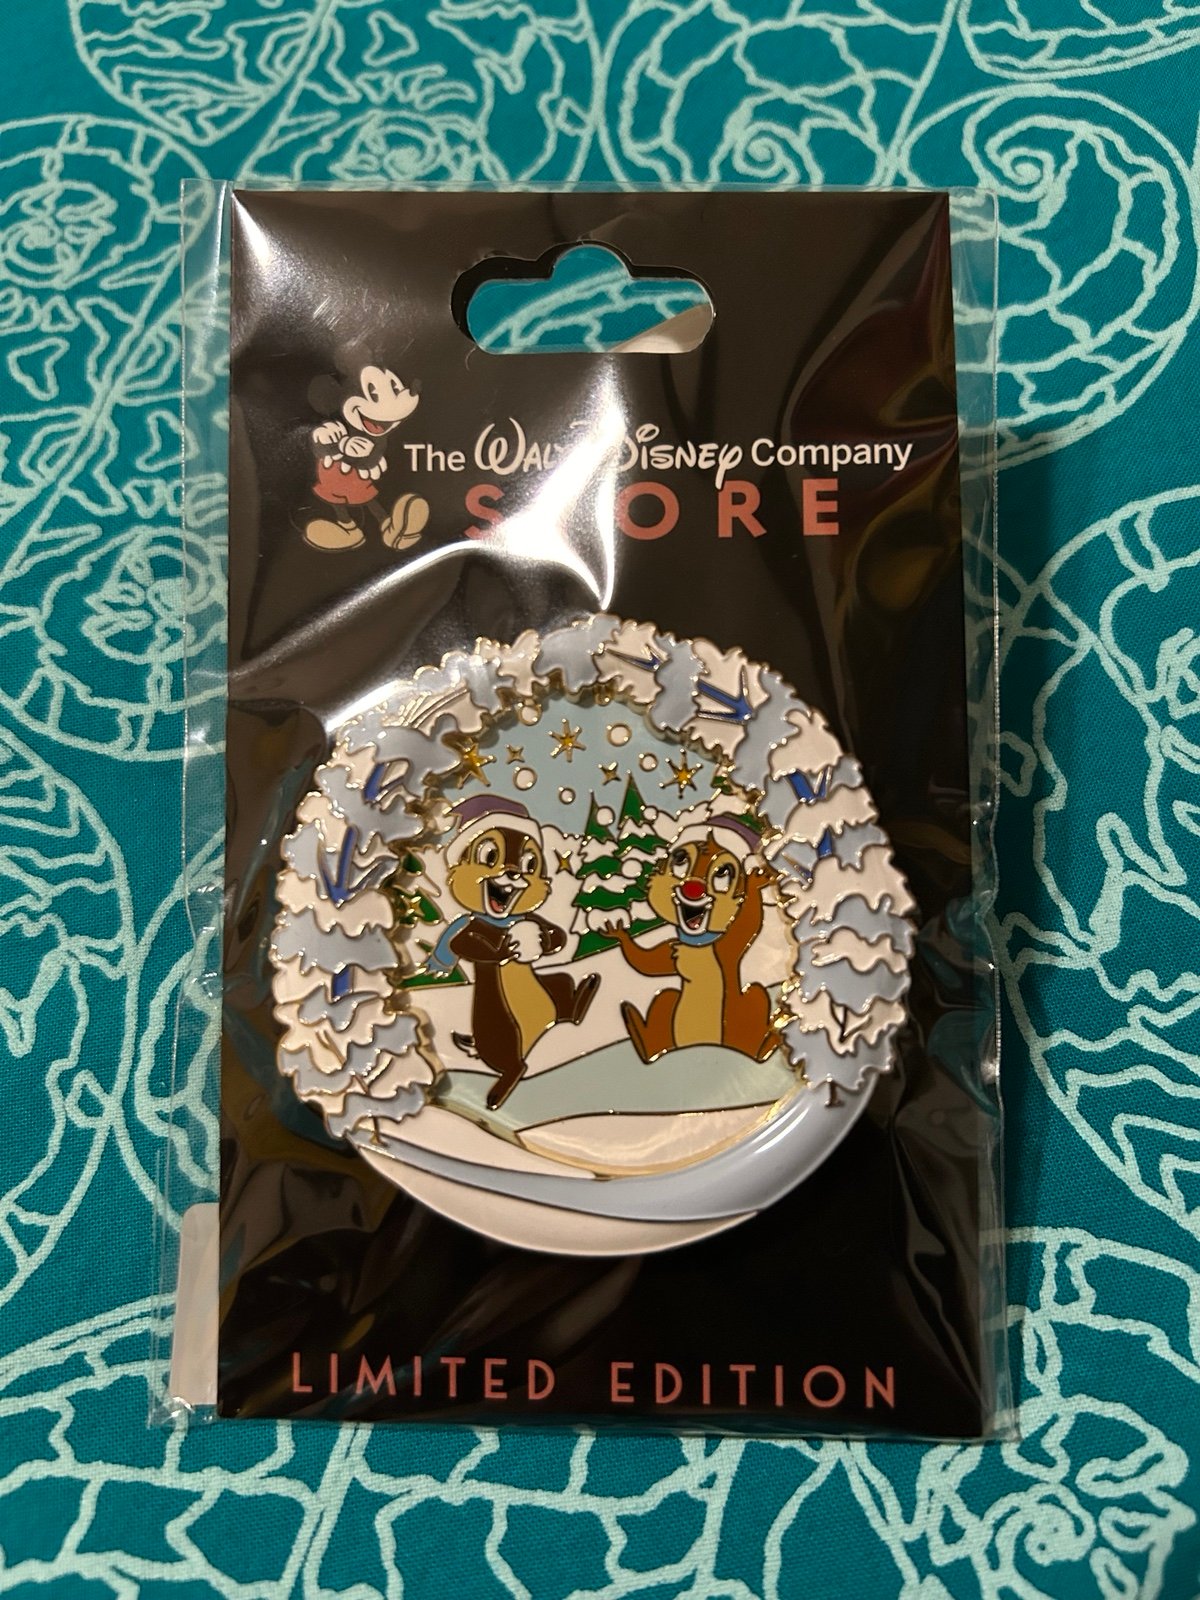 The Walt Disney Company
STORE
LIMITED EDITION